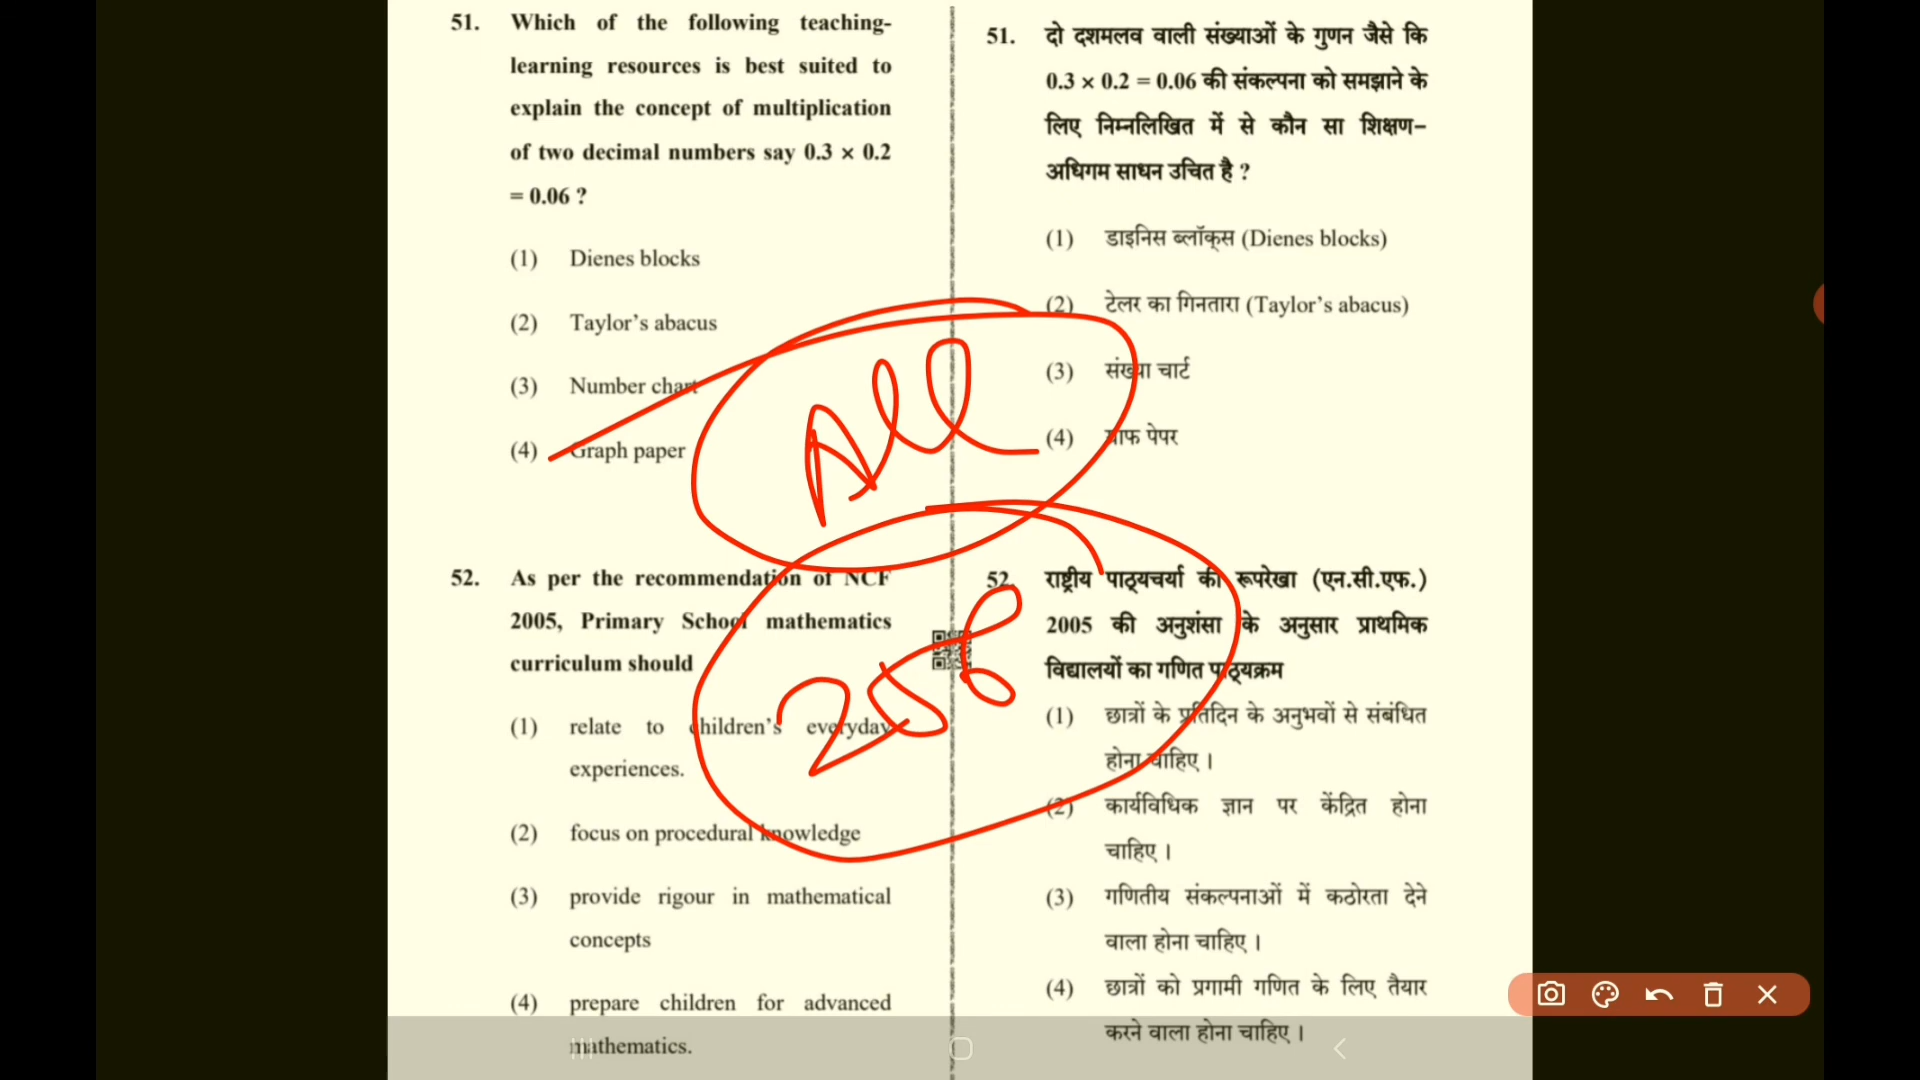 51. Which of the following teaching-
learning resources is best suited to
explain the concept of multiplication
of two decimal numbers say 0.3 × 0.2
= 0.06 ?
(1) Dienes blocks
(2) Taylor's abacus
(3) Number chart
(4) Graph paper
52. As per the recommendation of NCF
2005, Primary School mathematics
curriculum should
(1) relate to children's everyday
experiences.
(2) focus on procedural knowledge
(3) provide rigour in mathematical
concepts
(4) prepare children for advanced
mathematics.
51. दो दशमलव वाली संख्याओं के गुणन जैसे कि
0.3 × 0.2 = 0.06 की संकल्पना को समझाने के
लिए निम्नलिखित में से कौन सा शिक्षण-
अधिगम साधन उचित है ?
(1) डाइनिस ब्लॉक्स (Dienes blocks)
(2) टेलर का गिनतारा (Taylor's abacus)
(3) संख्या चार्ट
(4) ग्राफ पेपर
52. राष्ट्रीय पाठ्यचर्या की रूपरेखा (एन.सी.एफ.)
2005 की अनुशंसा के अनुसार प्राथमिक
विद्यालयों का गणित पाठ्यक्रम
(1) छात्रों के प्रतिदिन के अनुभवों से संबंधित
होना चाहिए ।
(2) कार्यविधिक ज्ञान पर केंद्रित होना
चाहिए ।
(3) गणितीय संकल्पनाओं में कठोरता देने
वाला होना चाहिए ।
(4) छात्रों को प्रगामी गणित के लिए तैयार
करने वाला होना चाहिए ।
All